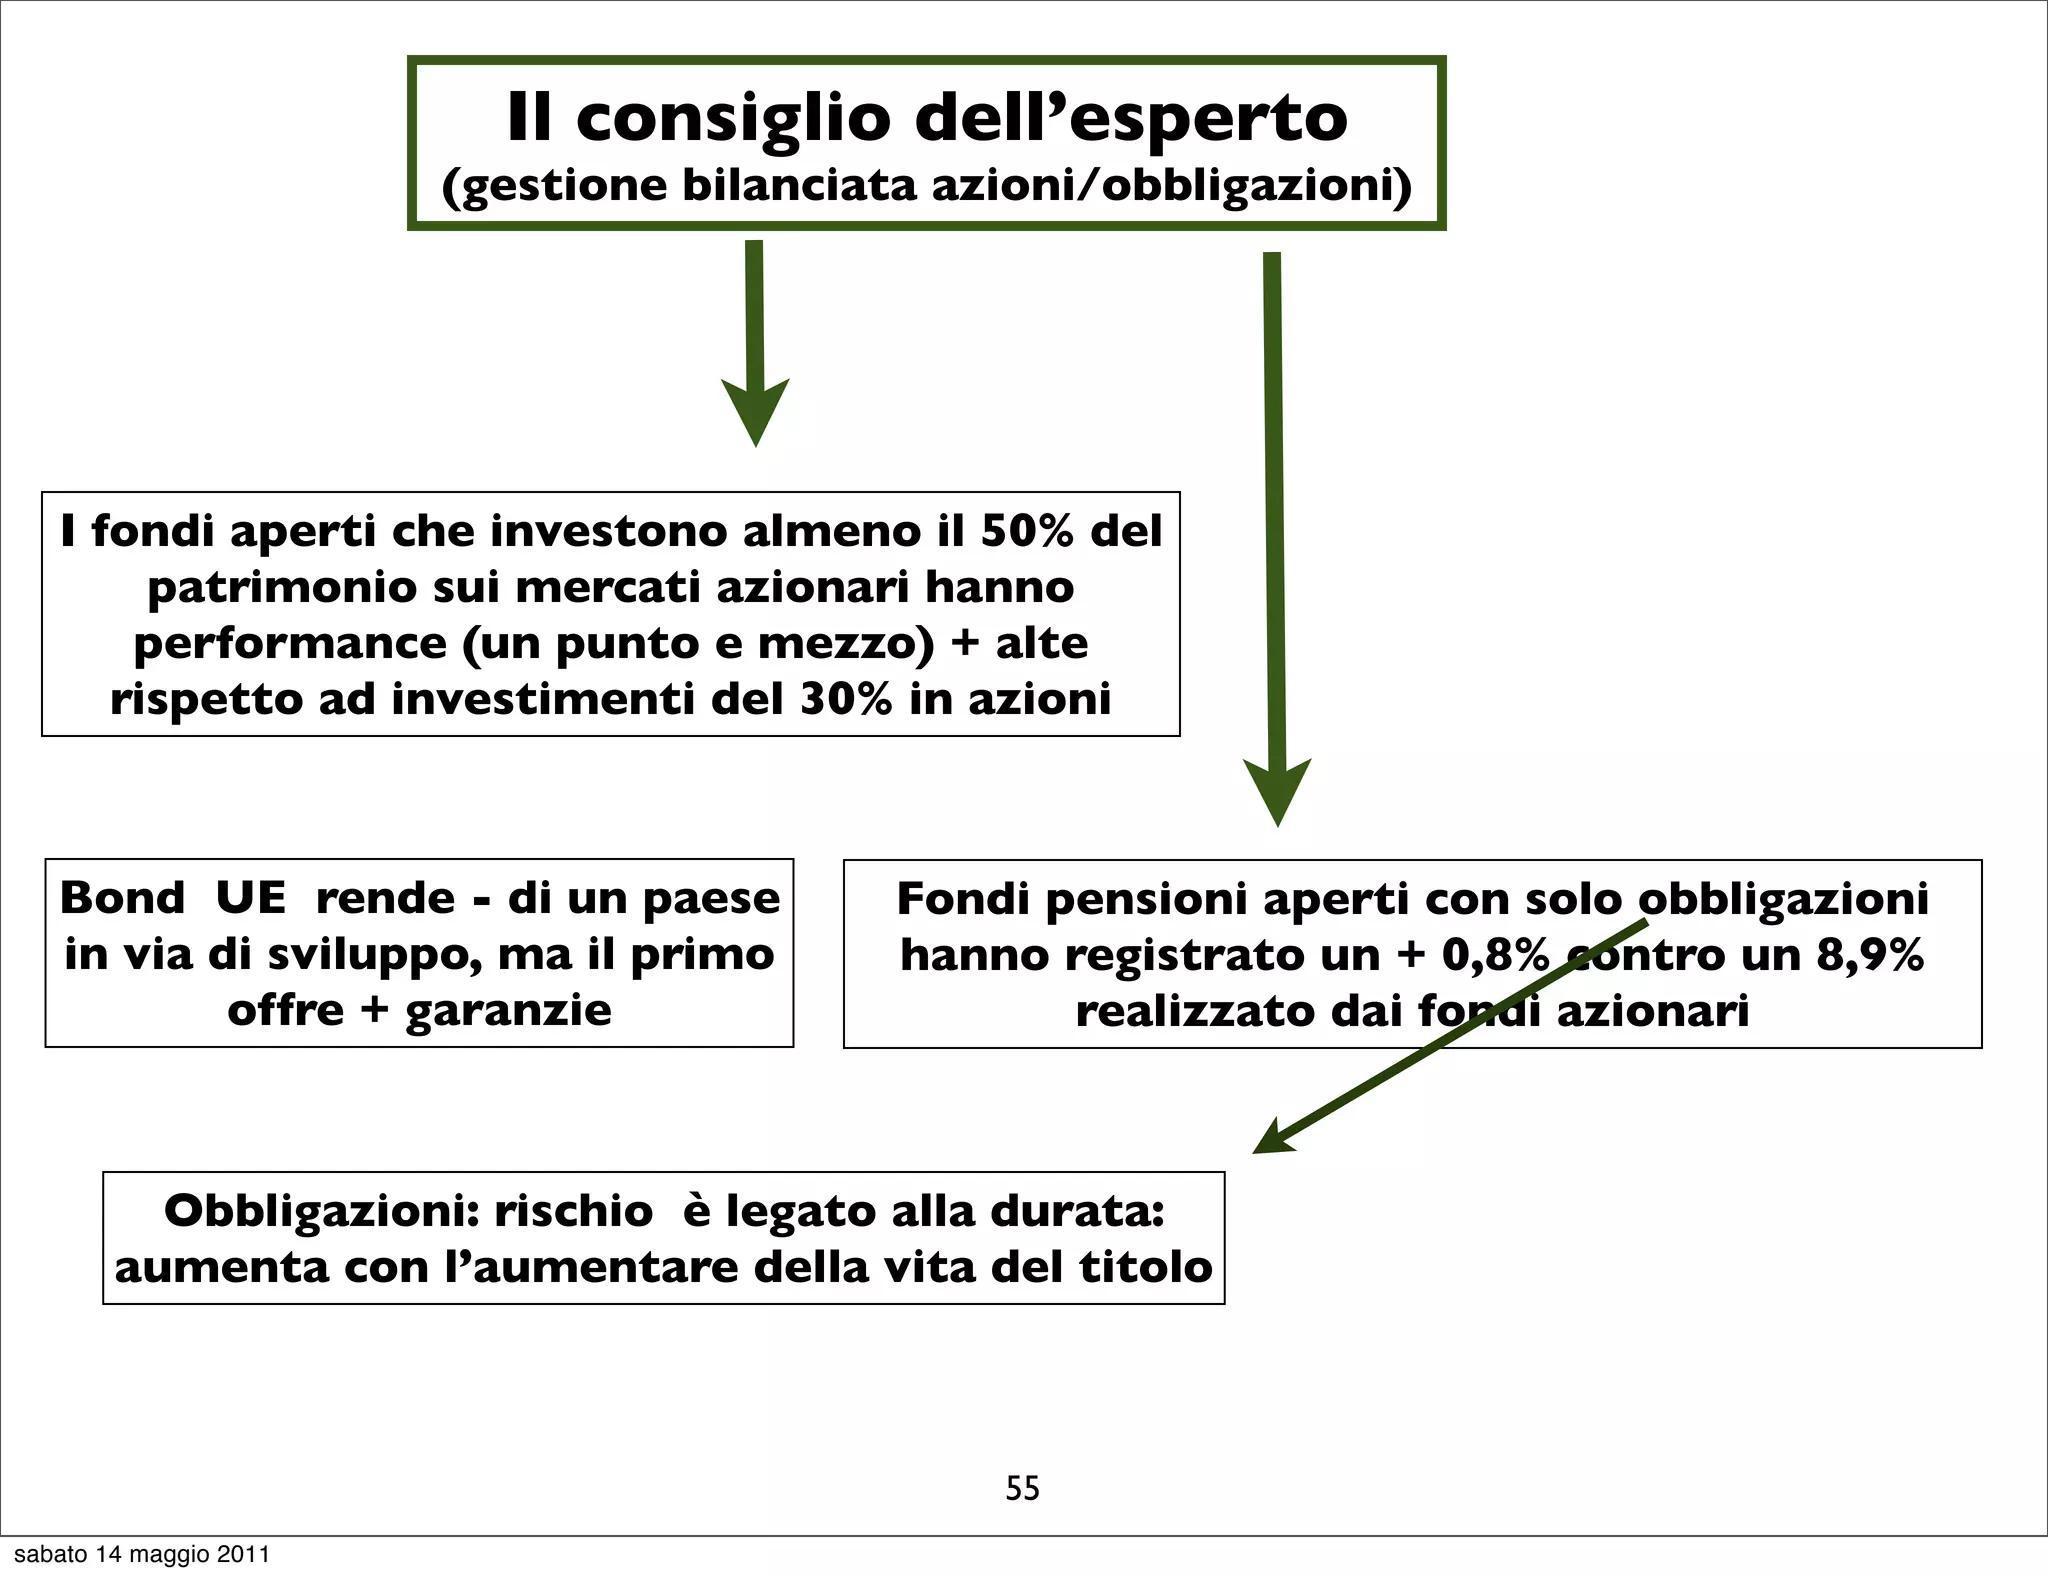 Il consiglio dell’esperto
(gestione bilanciata azioni/obbligazioni)
I fondi aperti che investono almeno il 50% del
patrimonio sui mercati azionari hanno
performance (un punto e mezzo) + alte
rispetto ad investimenti del 30% in azioni
Bond UE rende - di un paese
in via di sviluppo, ma il primo
offre + garanzie
Fondi pensioni aperti con solo obbligazioni
hanno registrato un + 0,8% contro un 8,9%
realizzato dai fondi azionari
Obbligazioni: rischio è legato alla durata:
aumenta con l’aumentare della vita del titolo
55
sabato 14 maggio 2011